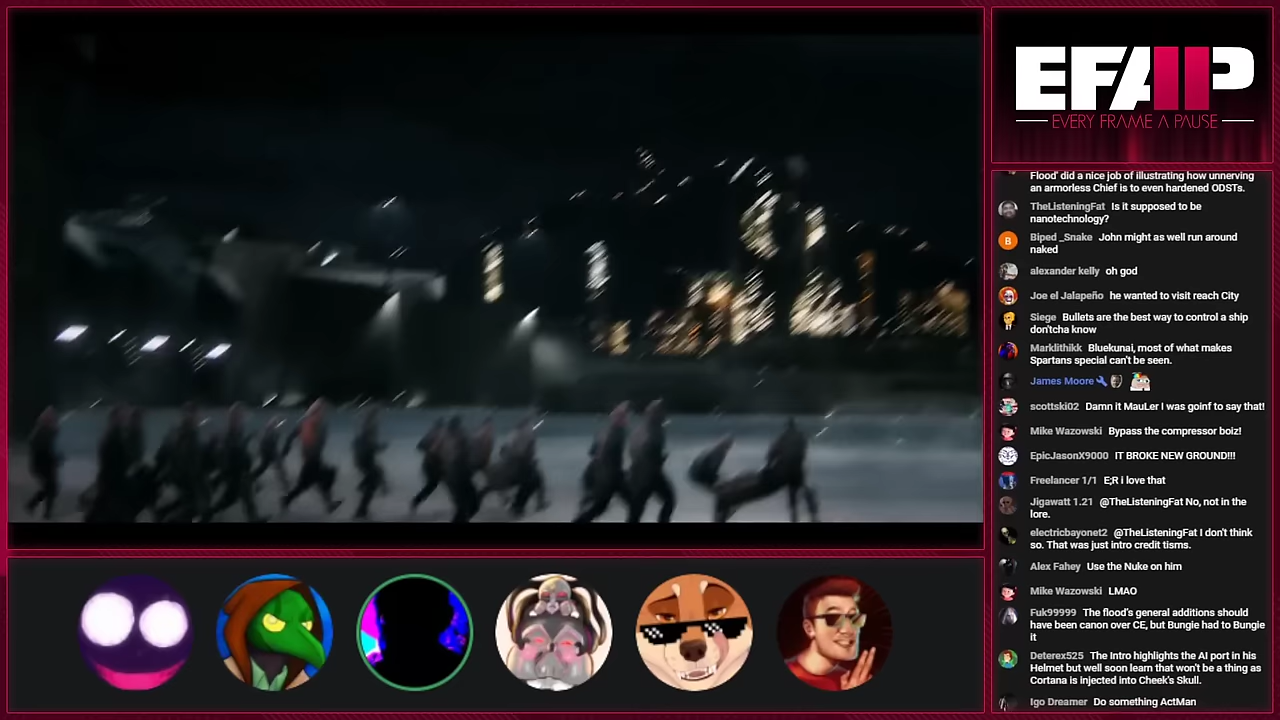 EFAP
EVERY FRAME A PAUSE
Flood' did a nice job of illustrating how unnerving
an armorless Chief is to even hardened ODSTs.
TheListeningFat Is it supposed to be
nanotechnology?
B
Biped _Snake John might as well run around
naked
alexander kelly oh god
Joe el Jalapeño he wanted to visit reach City
Siege Bullets are the best way to control a ship
don'tcha know
Marklithikk Bluekunai, most of what makes
Spartans special can't be seen.
James Moore
scottski02 Damn it MauLer I was goinf to say that!
Mike Wazowski Bypass the compressor boiz!
EpicJasonX9000 IT BROKE NEW GROUND!!!
Freelancer 1/1 E;R i love that
Jigawatt 1.21 @TheListeningFat No, not in the
lore.
electricbayonet2 @TheListeningFat I don't think
so. That was just intro credit tisms.
Alex Fahey Use the Nuke on him
Mike Wazowski LMAO
Fuk99999 The flood's general additions should
have been canon over CE, but Bungie had to Bungie
it
Deterex525 The Intro highlights the AI port in his
Helmet but well soon learn that won't be a thing as
Cortana is injected into Cheek's Skull.
Igo Dreamer Do something ActMan